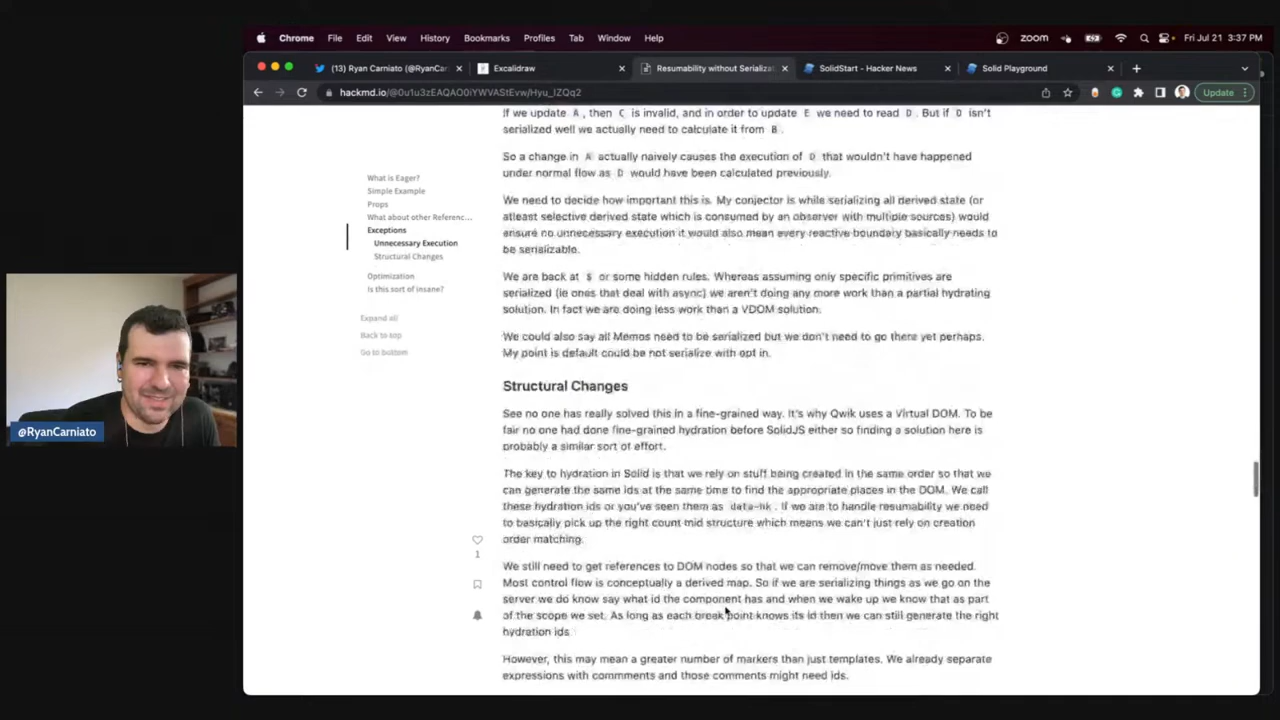 Chrome File Edit View History Bookmarks Profiles Tab Window Help
zoom Fri Jul 21 3:37 PM
(13) Ryan Carniato (@RyanCar
Excalidraw
Resumability without Serializa
SolidStart - Hacker News
Solid Playground
hackmd.io/@0u1u3zEAQAO0iYWVAStEvw/Hyu_IZQq2
Update
What is Eager?
Simple Example
Props
What about other Referenc...
Exceptions
Unnecessary Execution
Structural Changes
Optimization
Is this sort of insane?
Expand all
Back to top
Go to bottom
If we update A , then C is invalid, and in order to update E we need to read D . But if D isn't
serialized well we actually need to calculate it from B .
So a change in A actually naively causes the execution of D that wouldn't have happened
under normal flow as D would have been calculated previously.
We need to decide how important this is. My conjector is while serializing all derived state (or
atleast selective derived state which is consumed by an observer with multiple sources) would
ensure no unnecessary execution it would also mean every reactive boundary basically needs to
be serializable.
We are back at $ or some hidden rules. Whereas assuming only specific primitives are
serialized (ie ones that deal with async) we aren't doing any more work than a partial hydrating
solution. In fact we are doing less work than a VDOM solution.
We could also say all Memos need to be serialized but we don't need to go there yet perhaps.
My point is default could be not serialize with opt in.
Structural Changes
See no one has really solved this in a fine-grained way. It's why Qwik uses a Virtual DOM. To be
fair no one had done fine-grained hydration before SolidJS either so finding a solution here is
probably a similar sort of effort.
The key to hydration in Solid is that we rely on stuff being created in the same order so that we
can generate the same ids at the same time to find the appropriate places in the DOM. We call
these hydration ids or you've seen them as data-hk . If we are to handle resumability we need
to basically pick up the right count mid structure which means we can't just rely on creation
order matching.
We still need to get references to DOM nodes so that we can remove/move them as needed.
Most control flow is conceptually a derived map. So if we are serializing things as we go on the
server we do know say what id the component has and when we wake up we know that as part
of the scope we set. As long as each break point knows its id then we can still generate the right
hydration ids
However, this may mean a greater number of markers than just templates. We already separate
expressions with commments and those comments might need ids.
1
@RyanCarniato